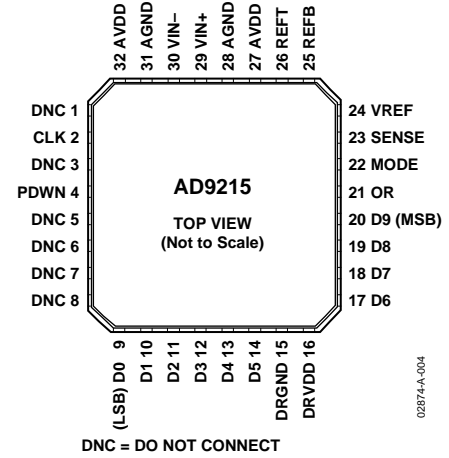 32 AVDD
31 AGND
30 VIN–
29 VIN+
28 AGND
27 AVDD
26 REFT
25 REFB
DNC 1
CLK 2
DNC 3
PDWN 4
DNC 5
DNC 6
DNC 7
DNC 8
AD9215
TOP VIEW
(Not to Scale)
24 VREF
23 SENSE
22 MODE
21 OR
20 D9 (MSB)
19 D8
18 D7
17 D6
(LSB) D0 9
D1 10
D2 11
D3 12
D4 13
D5 14
DRGND 15
DRVDD 16
02874-A-004
DNC = DO NOT CONNECT